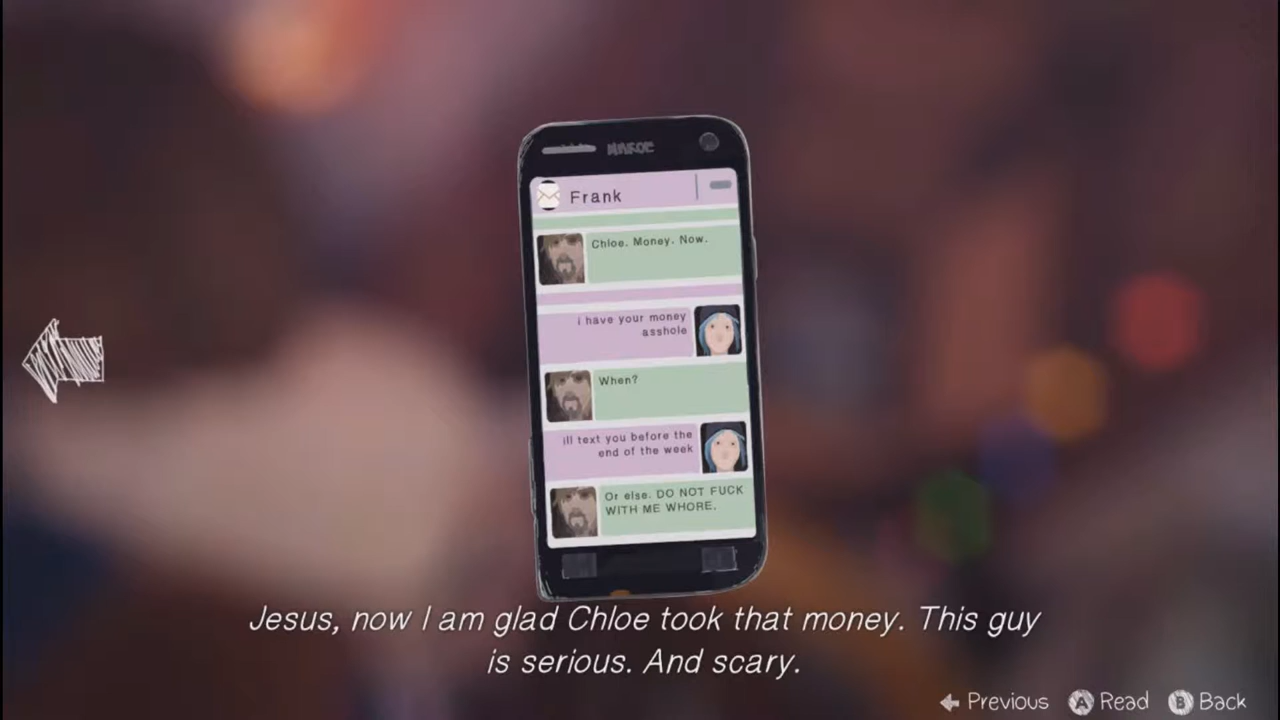 Frank
Chloe. Money. Now.
i have your money
asshole
When?
ill text you before the
end of the week
Or else. DO NOT FUCK
WITH ME WHORE.
Jesus, now I am glad Chloe took that money. This guy
is serious. And scary.
Previous A Read B Back